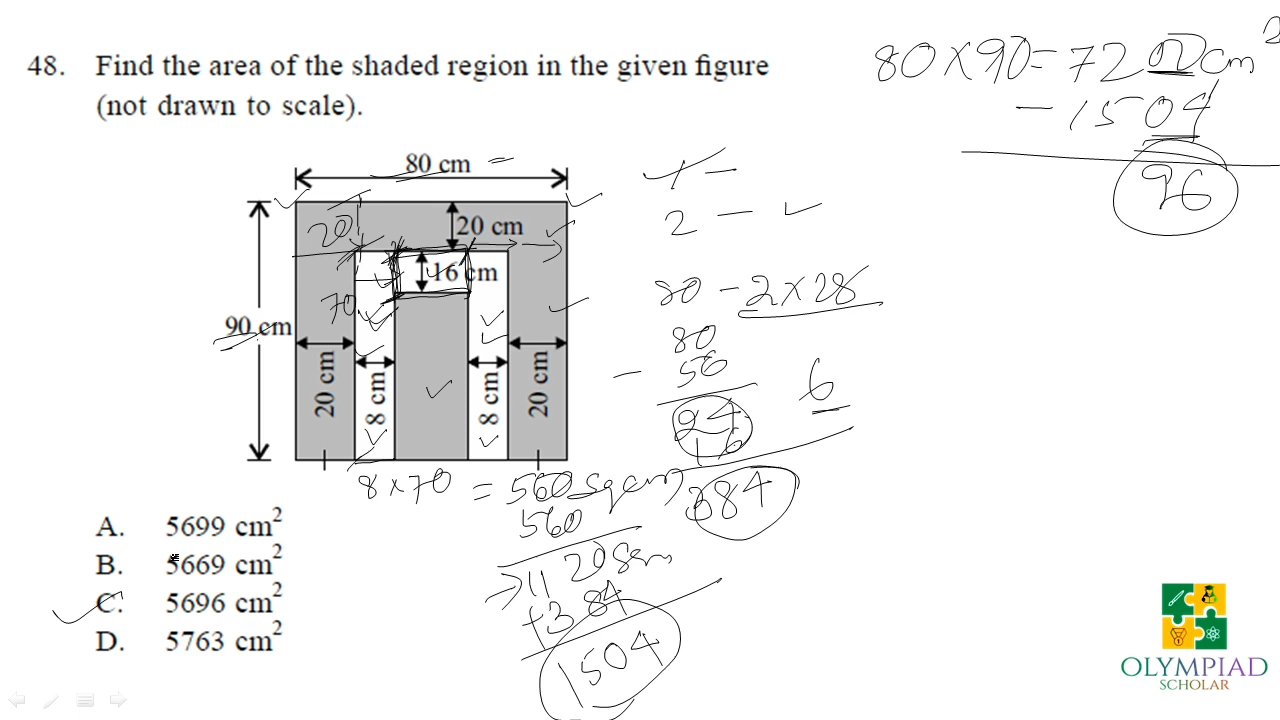 48. Find the area of the shaded region in the given figure
(not drawn to scale).
80 × 90 = 7200 cm²
− 1504
96
80 cm =
20
20 cm
16 cm
70
90 cm
20 cm
8 cm
8 cm
20 cm
1 —
2 —
80 − 2 × 28
80
− 56
24
16
6
384
8 × 70 = 560 sq cm
560
1120
+384
1504
A. 5699 cm²
B. 5669 cm²
C. 5696 cm²
D. 5763 cm²
OLYMPIAD
SCHOLAR